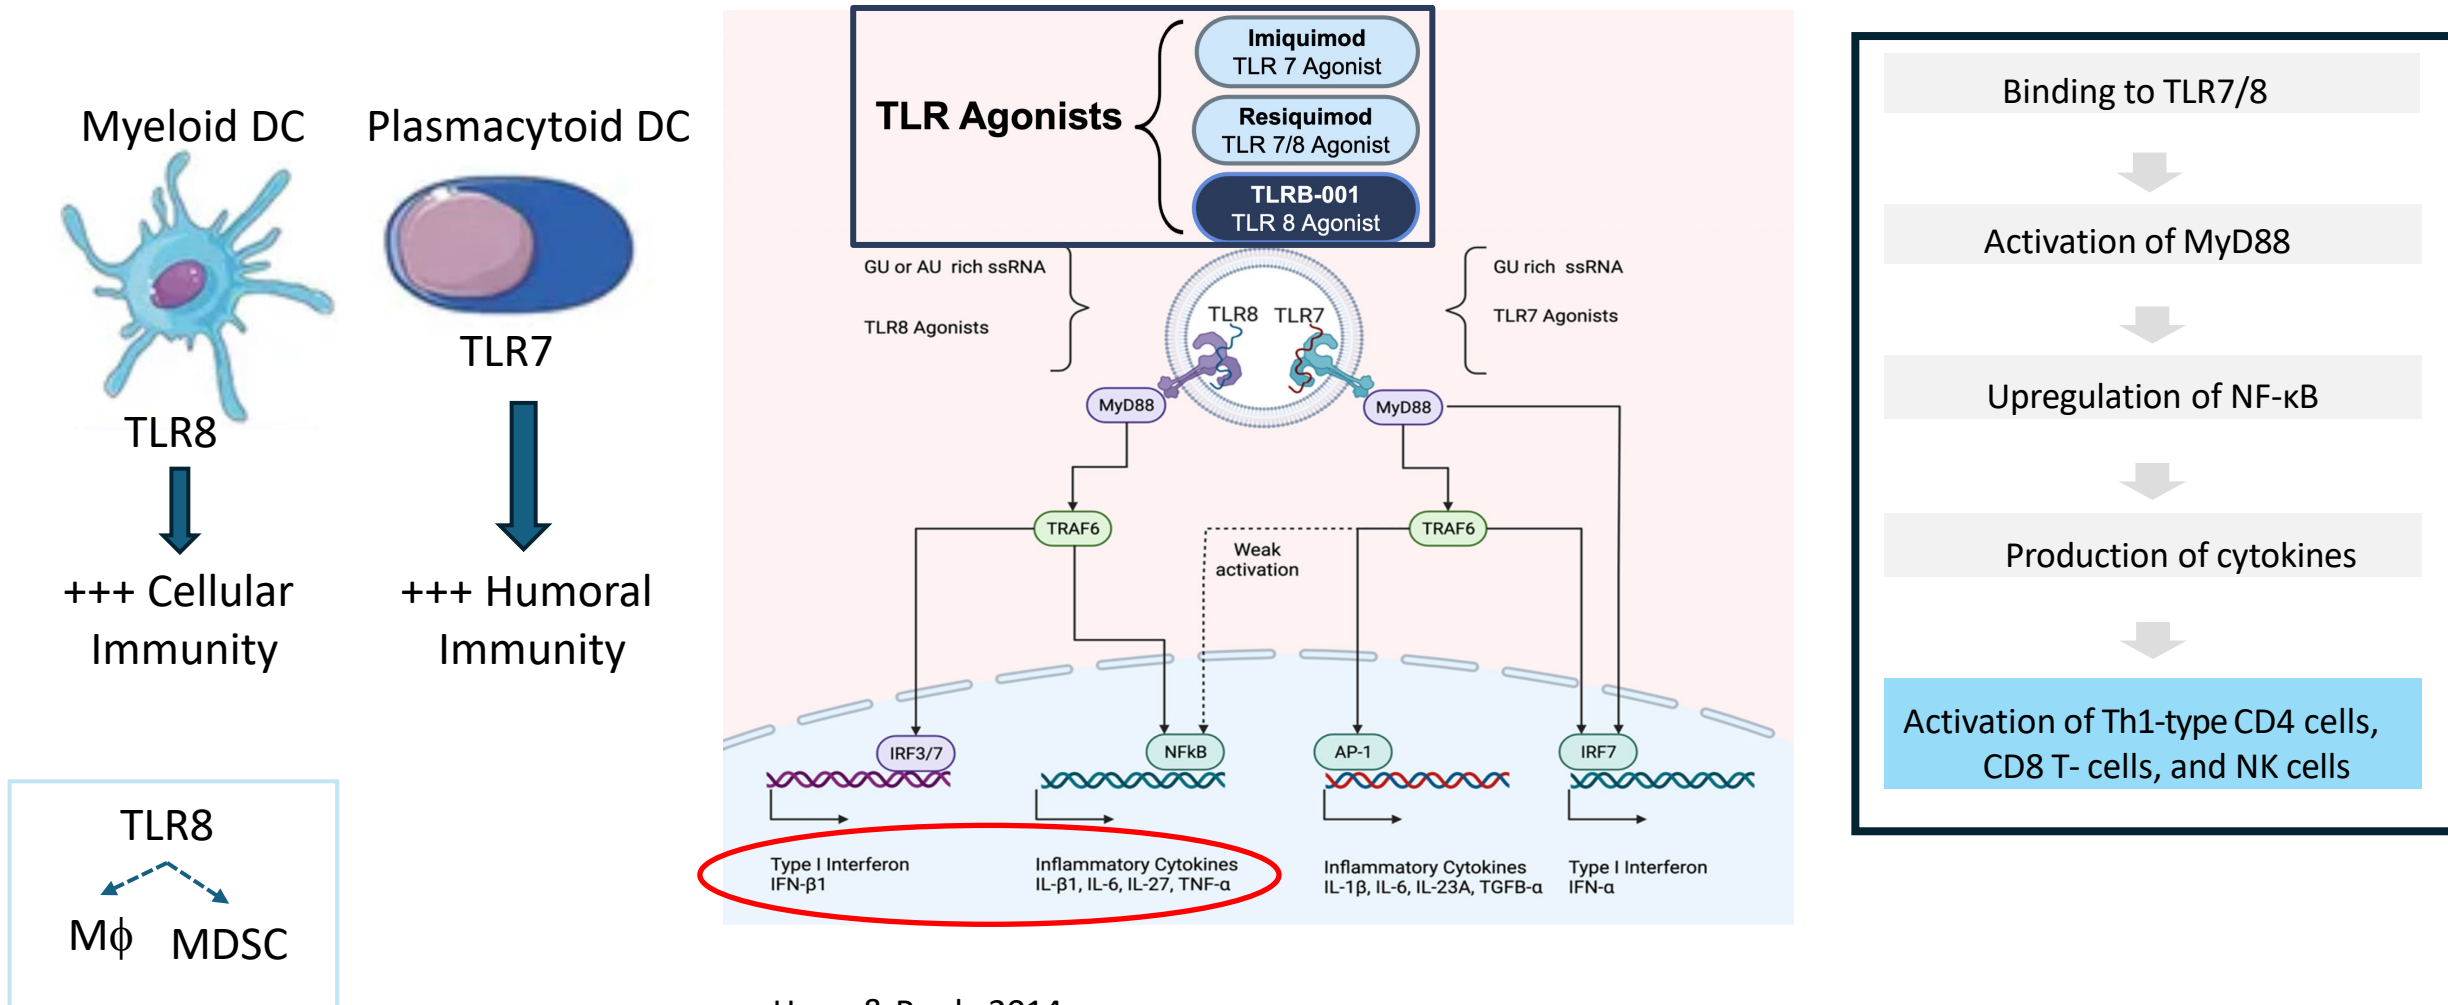 Myeloid DC
TLR8
+++ Cellular
Immunity
Plasmacytoid DC
TLR7
+++ Humoral
Immunity
TLR8
Mϕ
MDSC
TLR Agonists
Imiquimod
TLR 7 Agonist
Resiquimod
TLR 7/8 Agonist
TLRB-001
TLR 8 Agonist
GU or AU rich ssRNA
TLR8 Agonists
GU rich ssRNA
TLR7 Agonists
TLR8
TLR7
MyD88
MyD88
TRAF6
TRAF6
Weak
activation
IRF3/7
NFkB
AP-1
IRF7
Type I Interferon
IFN-β1
Inflammatory Cytokines
IL-β1, IL-6, IL-27, TNF-α
Inflammatory Cytokines
IL-1β, IL-6, IL-23A, TGFB-α
Type I Interferon
IFN-α
2014
Binding to TLR7/8
Activation of MyD88
Upregulation of NF-κB
Production of cytokines
Activation of Th1-type CD4 cells,
CD8 T- cells, and NK cells